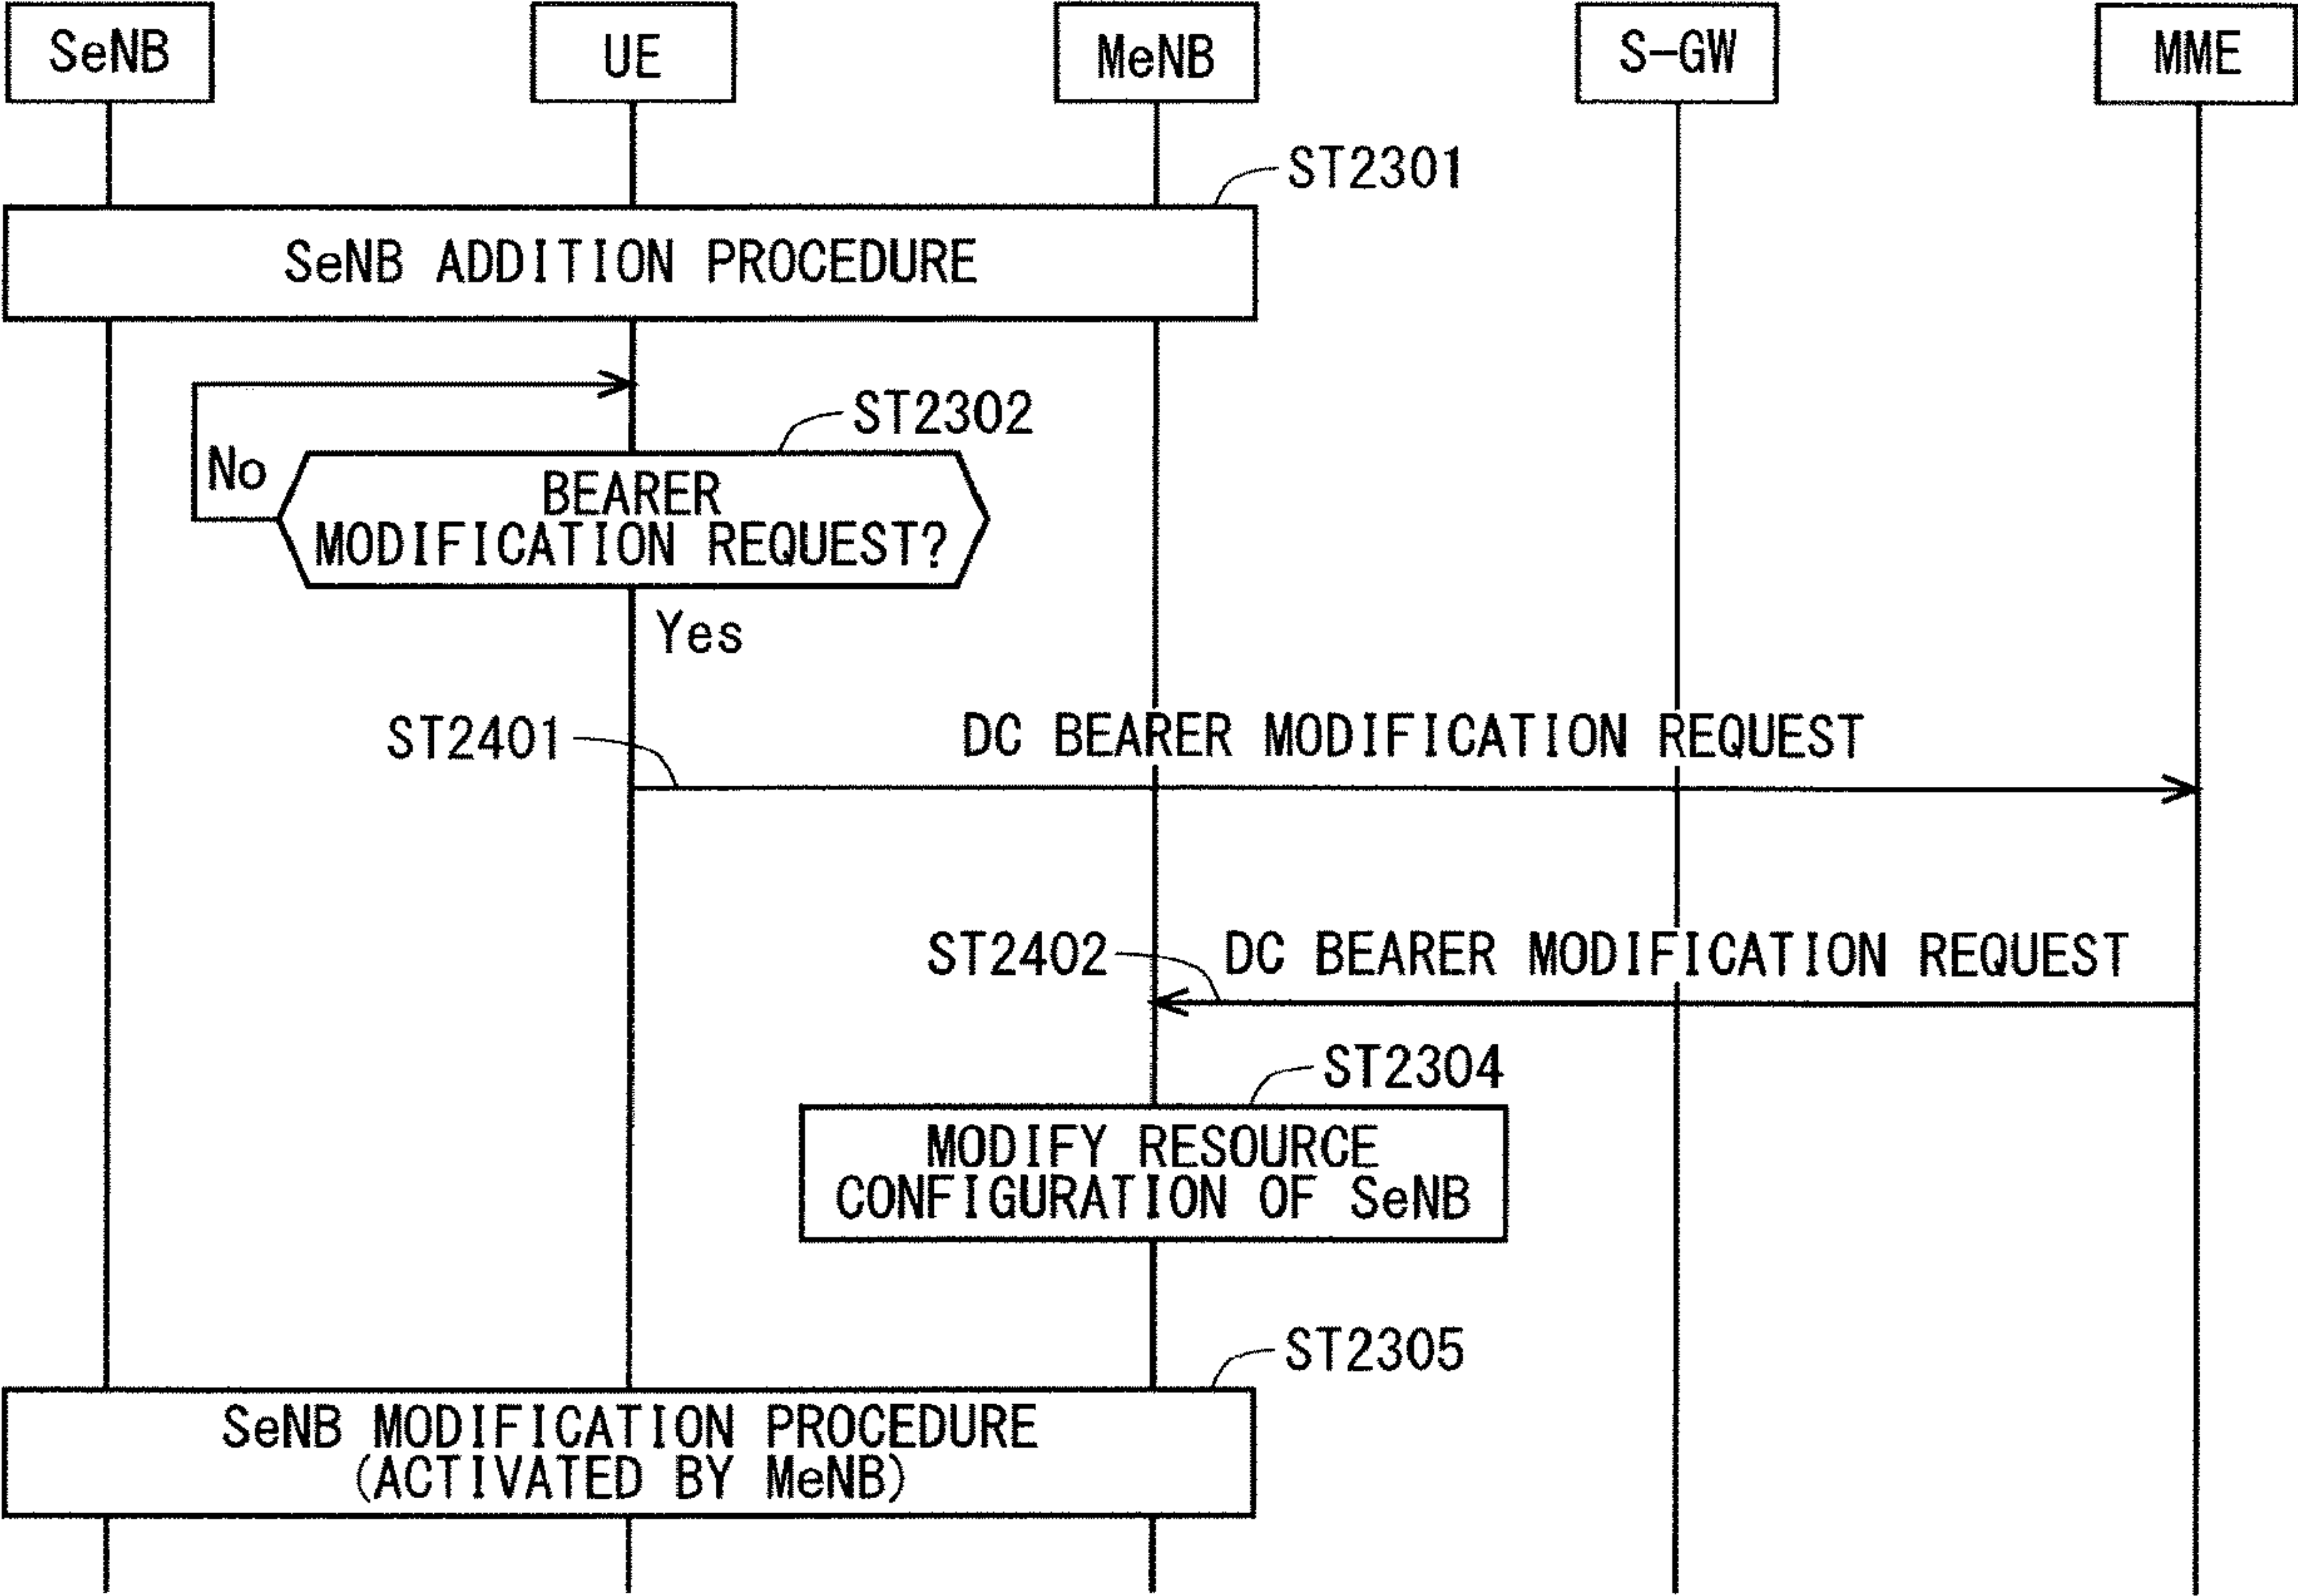 SeNB
UE
MeNB
S-GW
MME
ST2301
SeNB ADDITION PROCEDURE
ST2302
No
BEARER
MODIFICATION REQUEST?
Yes
ST2401
DC BEARER MODIFICATION REQUEST
ST2402
DC BEARER MODIFICATION REQUEST
ST2304
MODIFY RESOURCE
CONFIGURATION OF SeNB
ST2305
SeNB MODIFICATION PROCEDURE
(ACTIVATED BY MeNB)